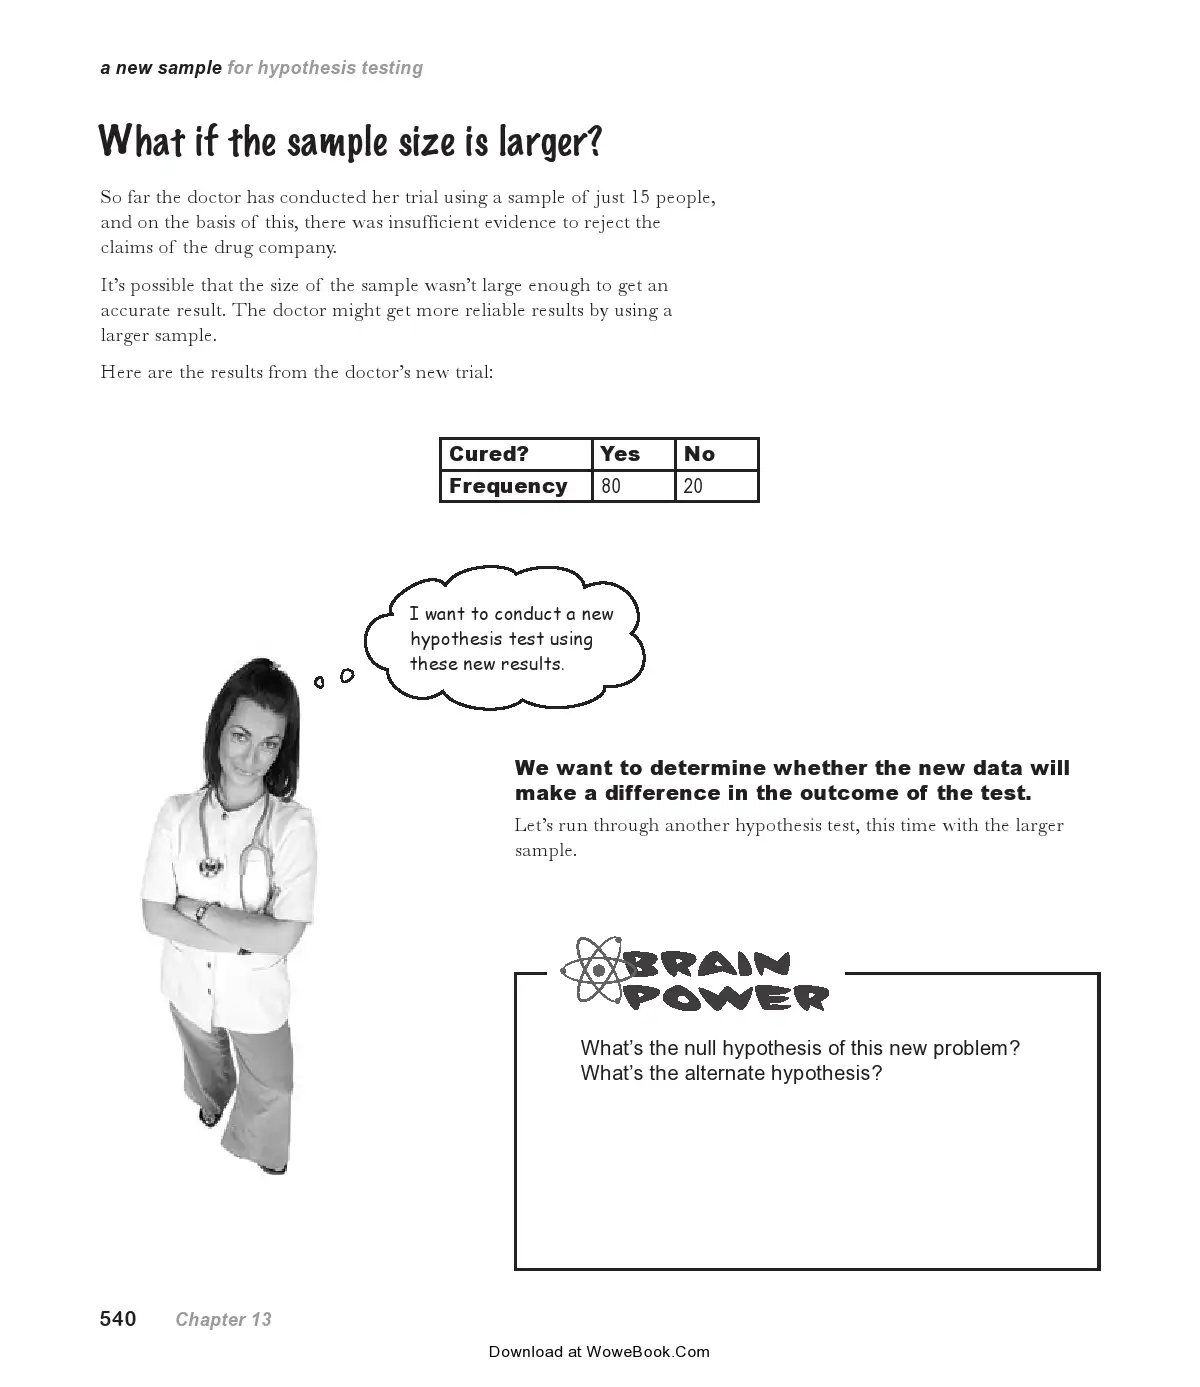 a new sample for hypothesis testing
What if the sample size is larger?
So far the doctor has conducted her trial using a sample of just 15 people,
and on the basis of this, there was insufficient evidence to reject the
claims of the drug company.
It’s possible that the size of the sample wasn’t large enough to get an
accurate result. The doctor might get more reliable results by using a
larger sample.
Here are the results from the doctor’s new trial:
Cured? Yes No
Frequency 80 20
I want to conduct a new
hypothesis test using
these new results.
We want to determine whether the new data will
make a difference in the outcome of the test.
Let’s run through another hypothesis test, this time with the larger
sample.
BRAIN
POWER
What’s the null hypothesis of this new problem?
What’s the alternate hypothesis?
540 Chapter 13
Download at WoweBook.Com